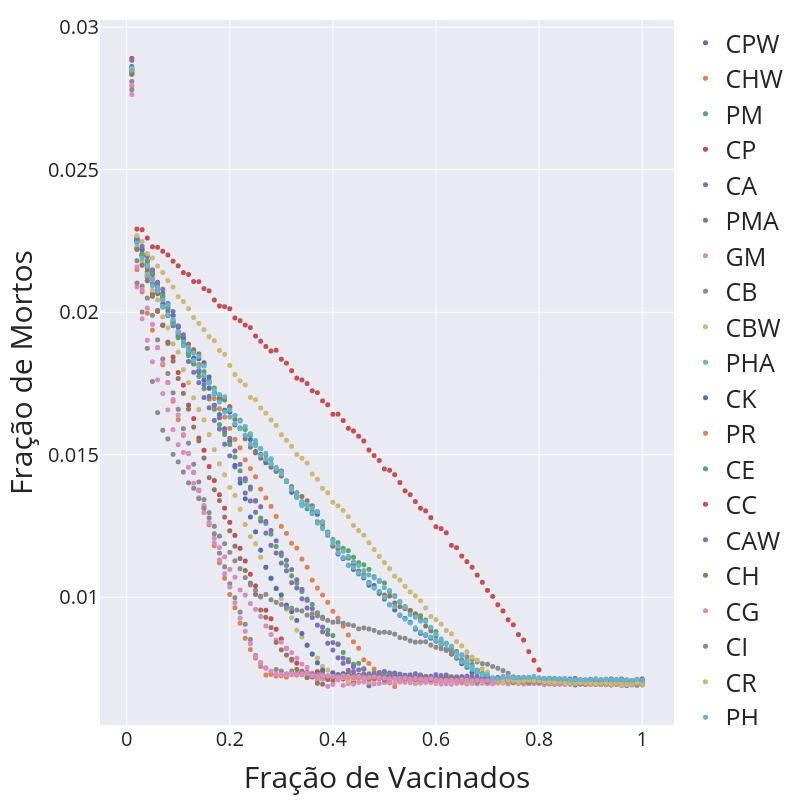 0.03
0.025
0.02
0.015
0.01
0
0.2
0.4
0.6
0.8
1
Fração de Mortos
Fração de Vacinados
CPW
CHW
PM
CP
CA
PMA
GM
CB
CBW
PHA
CK
PR
CE
CC
CAW
CH
CG
CI
CR
PH